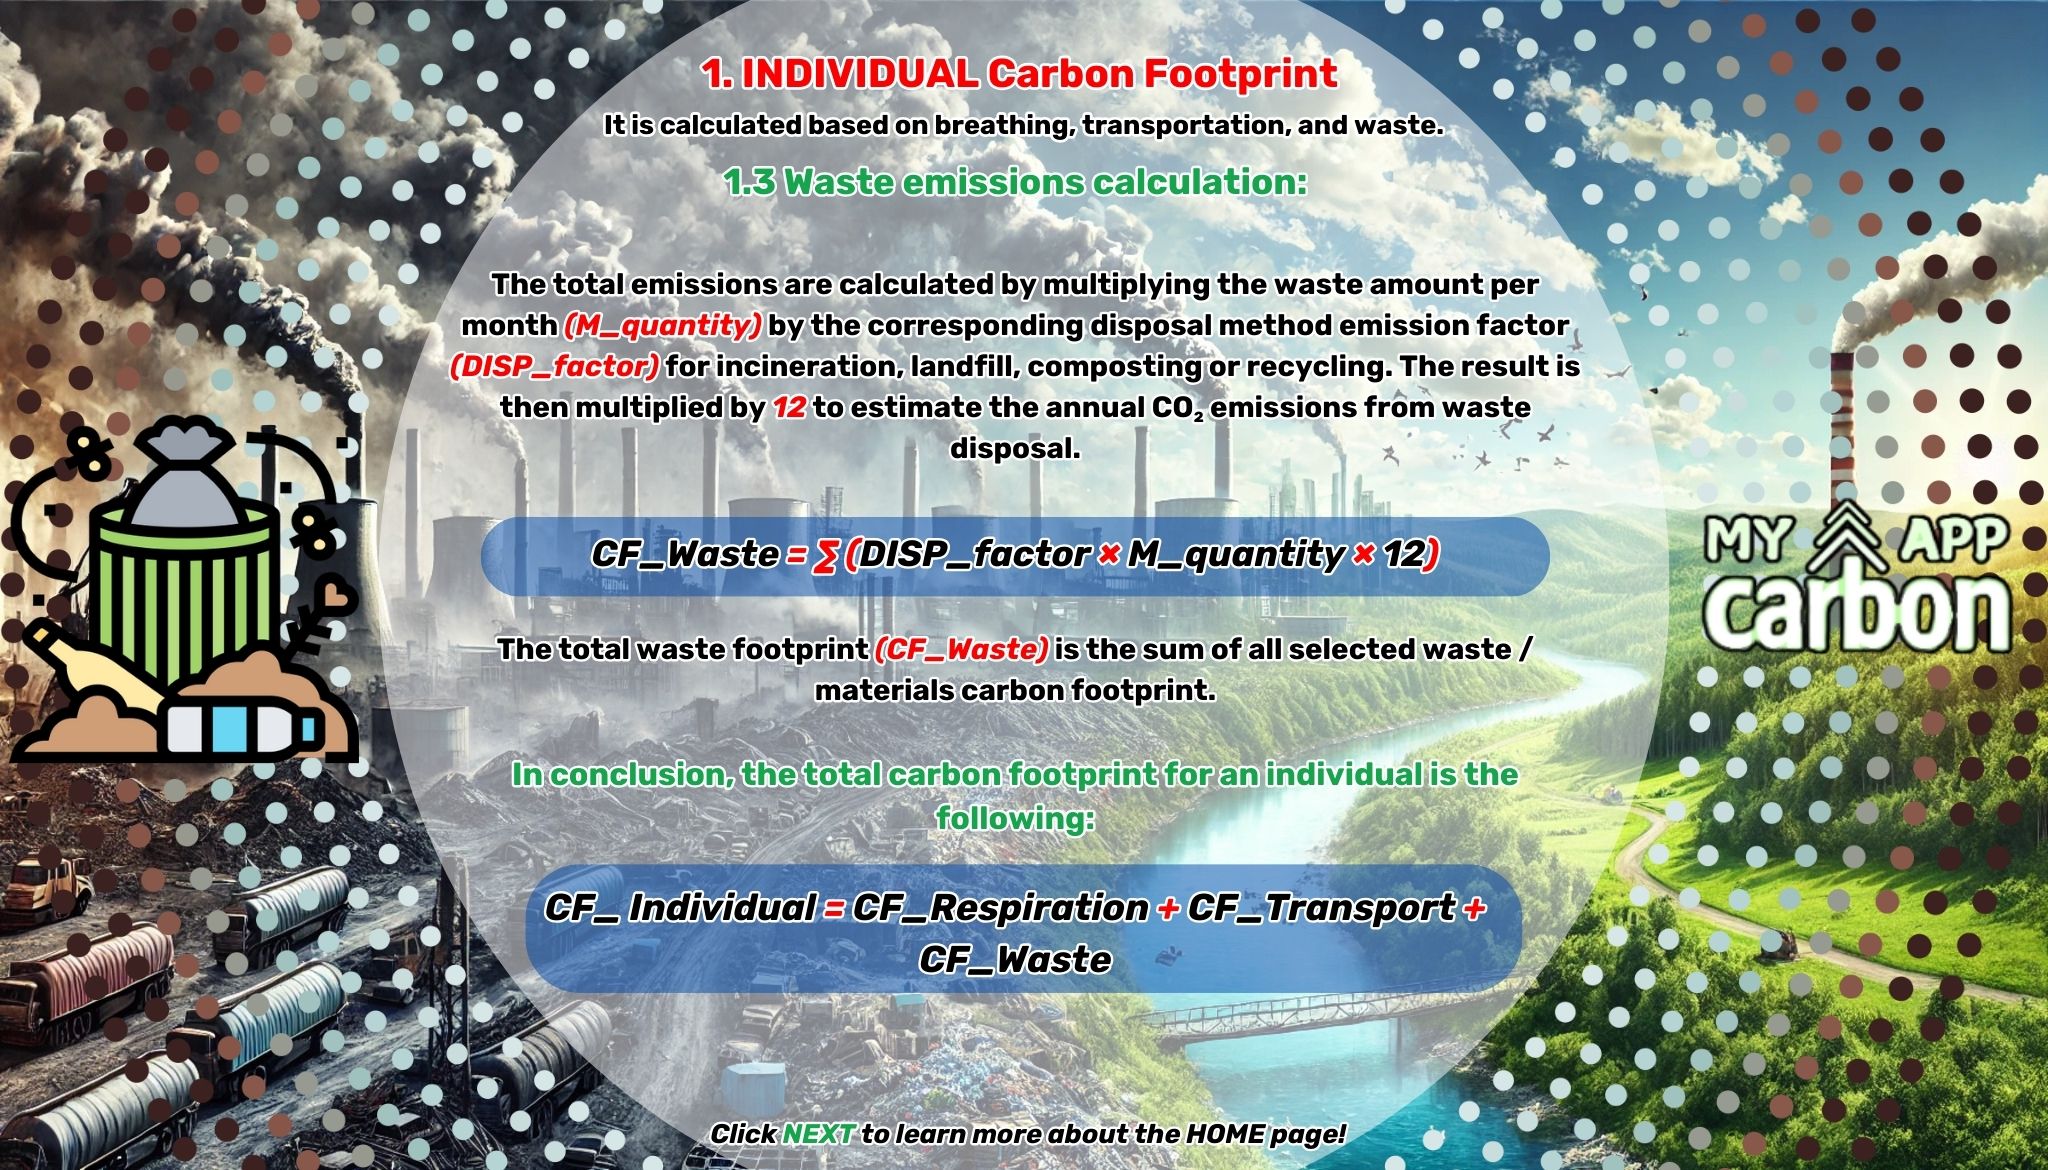 1. INDIVIDUAL Carbon Footprint
It is calculated based on breathing, transportation, and waste.
1.3 Waste emissions calculation:
The total emissions are calculated by multiplying the waste amount per
month (M_quantity) by the corresponding disposal method emission factor
(DISP_factor) for incineration, landfill, composting or recycling. The result is
then multiplied by 12 to estimate the annual CO₂ emissions from waste
disposal.
CF_Waste = ∑ (DISP_factor × M_quantity × 12)
The total waste footprint (CF_Waste) is the sum of all selected waste /
materials carbon footprint.
In conclusion, the total carbon footprint for an individual is the
following:
CF_ Individual = CF_Respiration + CF_Transport +
CF_Waste
Click NEXT to learn more about the HOME page!
MY APP
carbon